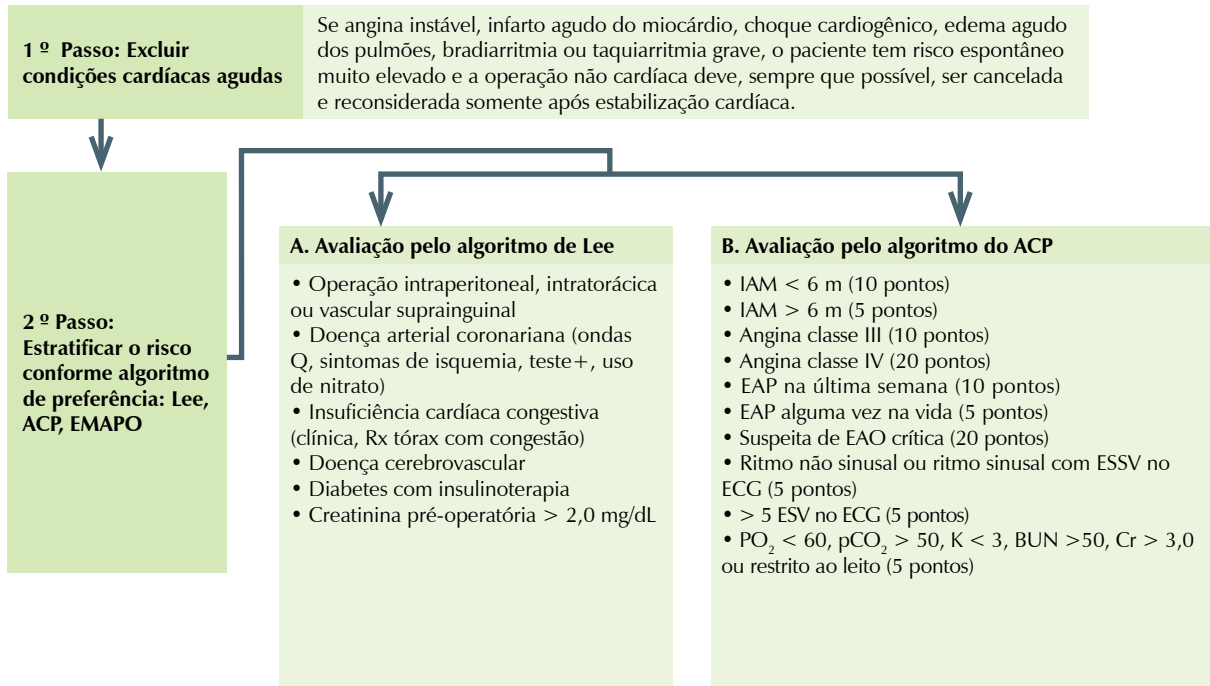 1 º Passo: Excluir
condições cardíacas agudas
Se angina instável, infarto agudo do miocárdio, choque cardiogênico, edema agudo
dos pulmões, bradiarritmia ou taquiarritmia grave, o paciente tem risco espontâneo
muito elevado e a operação não cardíaca deve, sempre que possível, ser cancelada
e reconsiderada somente após estabilização cardíaca.
2 º Passo:
Estratificar o risco
conforme algoritmo
de preferência: Lee,
ACP, EMAPO
A. Avaliação pelo algoritmo de Lee
• Operação intraperitoneal, intratorácica
ou vascular suprainguinal
• Doença arterial coronariana (ondas
Q, sintomas de isquemia, teste+, uso
de nitrato)
• Insuficiência cardíaca congestiva
(clínica, Rx tórax com congestão)
• Doença cerebrovascular
• Diabetes com insulinoterapia
• Creatinina pré-operatória > 2,0 mg/dL
B. Avaliação pelo algoritmo do ACP
• IAM < 6 m (10 pontos)
• IAM > 6 m (5 pontos)
• Angina classe III (10 pontos)
• Angina classe IV (20 pontos)
• EAP na última semana (10 pontos)
• EAP alguma vez na vida (5 pontos)
• Suspeita de EAO crítica (20 pontos)
• Ritmo não sinusal ou ritmo sinusal com ESSV no
ECG (5 pontos)
• > 5 ESV no ECG (5 pontos)
• PO₂ < 60, pCO₂ > 50, K < 3, BUN >50, Cr > 3,0
ou restrito ao leito (5 pontos)